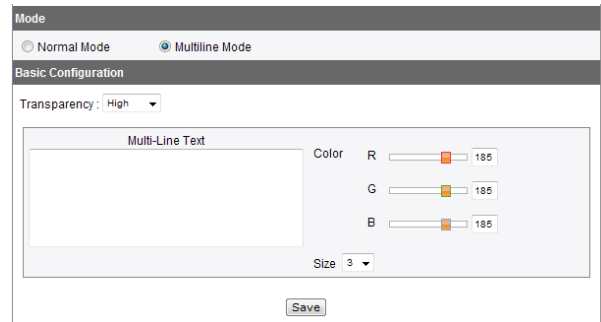 Mode
Normal Mode Multiline Mode
Basic Configuration
Transparency : High
Multi-Line Text
Color R 185
G 185
B 185
Size 3
Save